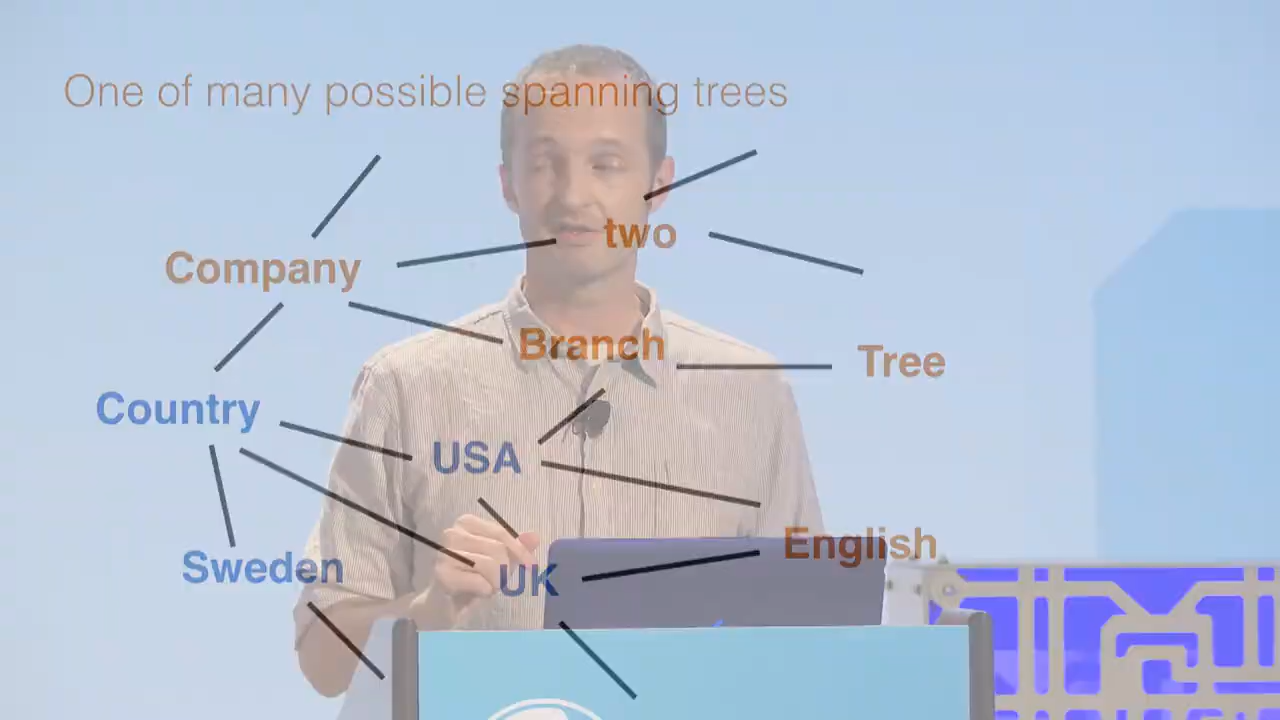 One of many possible spanning trees
two
Company
Branch
Tree
Country
USA
English
Sweden
UK